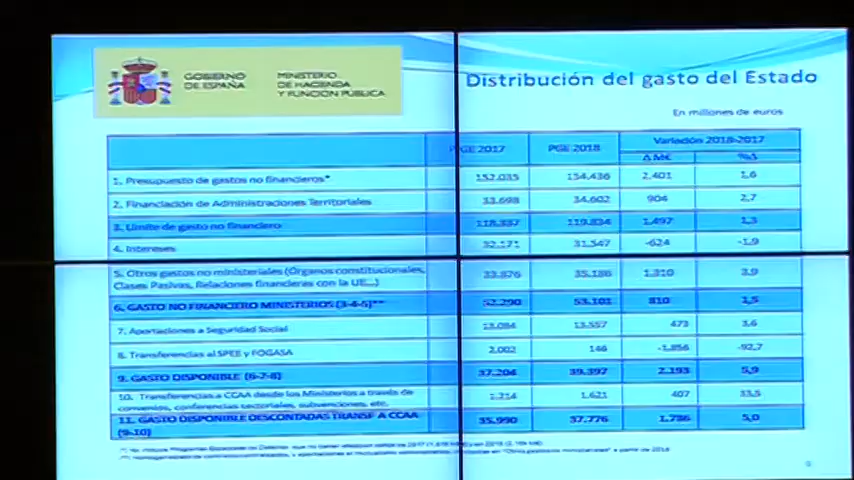 GOBIERNO
DE ESPAÑA
MINISTERIO
DE HACIENDA
Y FUNCIÓN PÚBLICA
Distribución del gasto del Estado
En millones de euros
PGE 2017 PGE 2018 Variación 2018-2017
Δ M€ %Δ
1. Presupuesto de gastos no financieros* 152.035 154.436 2.401 1,6
2. Financiación de Administraciones Territoriales 33.698 34.602 904 2,7
3. Límite de gasto no financiero 118.337 119.834 1.497 1,3
4. Intereses 32.171 31.547 -624 -1,9
5. Otros gastos no ministeriales (Órganos constitucionales,
Clases Pasivas, Relaciones financieras con la UE...) 33.876 35.186 1.310 3,9
6. GASTO NO FINANCIERO MINISTERIOS (3-4-5)** 52.290 53.101 810 1,5
7. Aportaciones a Seguridad Social 13.084 13.557 473 3,6
8. Transferencias al SPEE y FOGASA 2.002 146 -1.856 -92,7
9. GASTO DISPONIBLE (6-7-8) 37.204 39.397 2.193 5,9
10. Transferencias a CCAA desde los Ministerios a través de
convenios, conferencias sectoriales, subvenciones, etc. 1.214 1.621 407 33,5
11. GASTO DISPONIBLE DESCONTADAS TRANSF A CCAA
(9-10) 35.990 37.776 1.786 5,0